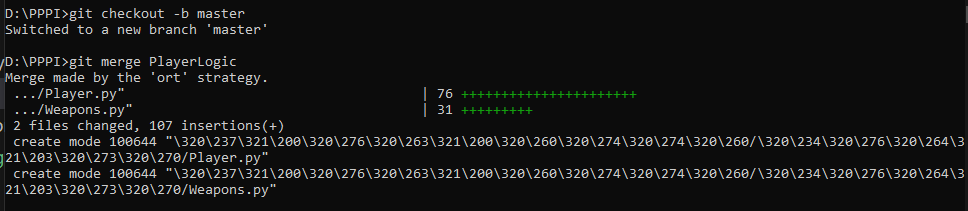 D:\PPPI>git checkout -b master
Switched to a new branch 'master'
D:\PPPI>git merge PlayerLogic
Merge made by the 'ort' strategy.
.../Player.py" | 76 ++++++++++++++++++++++
.../Weapons.py" | 31 +++++++++
2 files changed, 107 insertions(+)
create mode 100644 "\320\237\321\200\320\276\320\263\321\200\320\260\320\274\320\274\320\260/\320\234\320\276\320\264\3
21\203\320\273\320\270/Player.py"
create mode 100644 "\320\237\321\200\320\276\320\263\321\200\320\260\320\274\320\274\320\260/\320\234\320\276\320\264\3
21\203\320\273\320\270/Weapons.py"